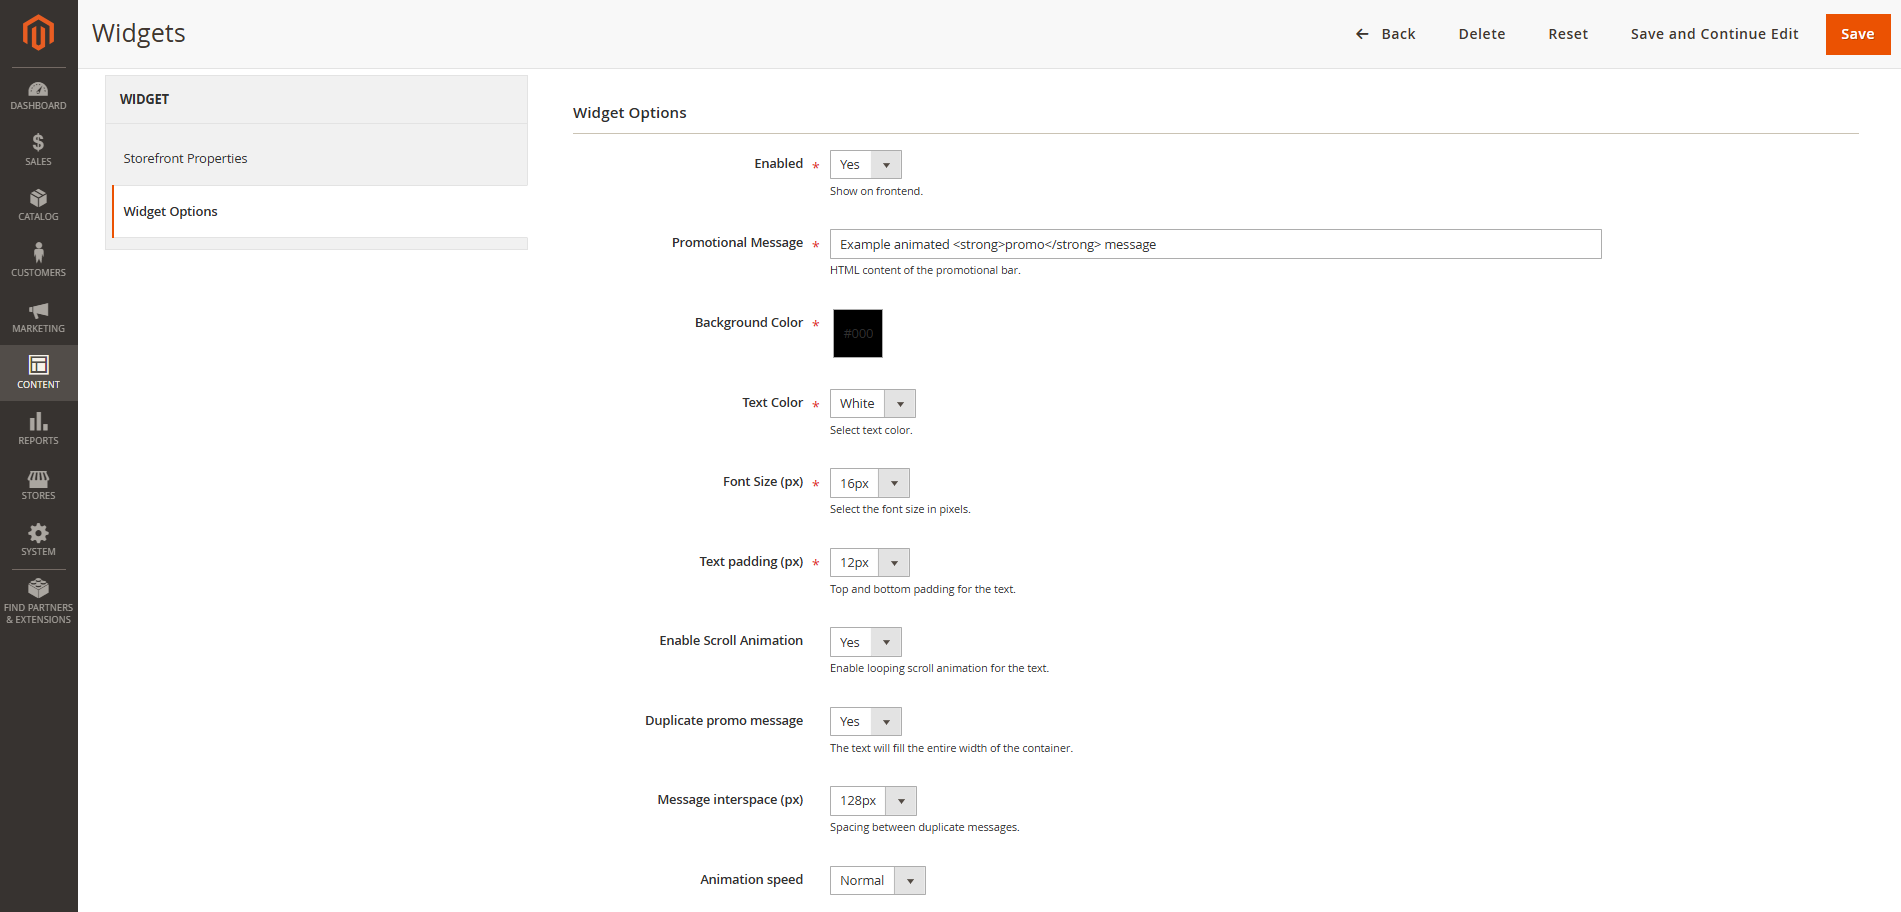 Widgets
Back
Delete
Reset
Save and Continue Edit
Save
DASHBOARD
SALES
CATALOG
CUSTOMERS
MARKETING
CONTENT
REPORTS
STORES
SYSTEM
FIND PARTNERS
& EXTENSIONS
WIDGET
Storefront Properties
Widget Options
Widget Options
Enabled * Yes
Show on frontend.
Promotional Message * Example animated <strong>promo</strong> message
HTML content of the promotional bar.
Background Color * #000
Text Color * White
Select text color.
Font Size (px) * 16px
Select the font size in pixels.
Text padding (px) * 12px
Top and bottom padding for the text.
Enable Scroll Animation Yes
Enable looping scroll animation for the text.
Duplicate promo message Yes
The text will fill the entire width of the container.
Message interspace (px) 128px
Spacing between duplicate messages.
Animation speed Normal